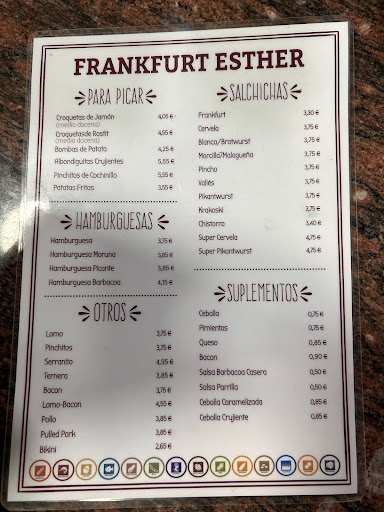 FRANKFURT ESTHER
PARA PICAR
Croquetas de Jamón 4,05 €
(media docena)
Croquetas de Rostit 4,55 €
(media docena)
Bombas de Patata 4,25 €
Albondiguitas Crujientes 5,55 €
Pinchitos de Cochinillo 5,55 €
Patatas Fritas 3,55 €
HAMBURGUESAS
Hamburguesa 3,75 €
Hamburguesa Moruna 3,85 €
Hamburguesa Picante 3,85 €
Hamburguesa Barbacoa 4,15 €
OTROS
Lomo 3,75 €
Pinchitos 3,75 €
Serranito 4,95 €
Ternera 3,85 €
Bacon 3,75 €
Lomo-Bacon 4,55 €
Pollo 3,85 €
Pulled Pork 3,85 €
Bikini 2,65 €
SALCHICHAS
Frankfurt 3,30 €
Cervela 3,75 €
Blanca/Bratwurst 3,75 €
Morcilla/Malagueña 3,75 €
Pincho 3,75 €
Vallès 3,75 €
Pikantwurst 3,75 €
Krakoski 3,75 €
Chistorra 3,40 €
Super Cervela 4,75 €
Super Pikantwurst 4,75 €
SUPLEMENTOS
Cebolla 0,75 €
Pimientos 0,75 €
Queso 0,85 €
Bacon 0,90 €
Salsa Barbacoa Casera 0,50 €
Salsa Parrilla 0,50 €
Cebolla Caramelizada 0,85 €
Cebolla Crujiente 0,85 €